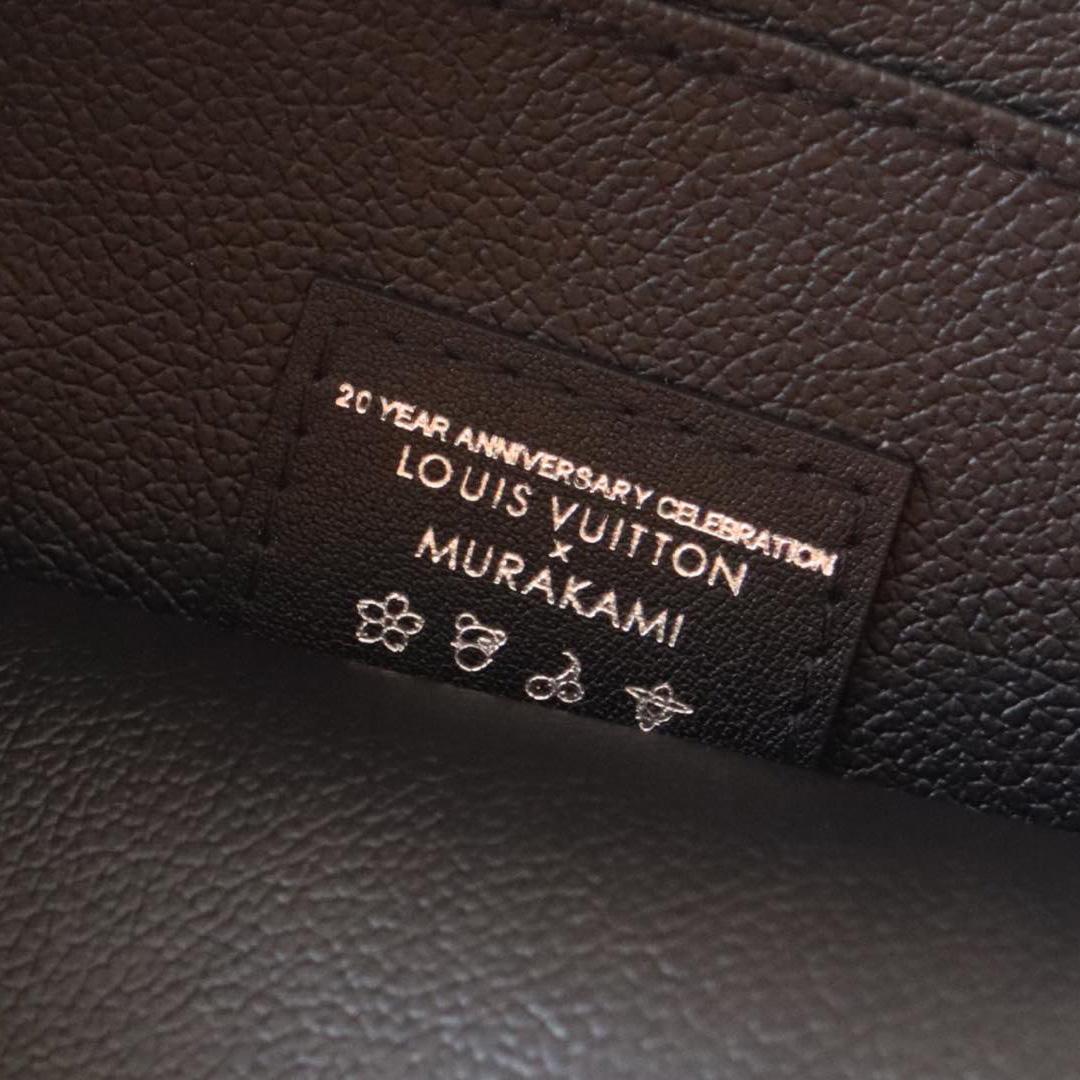 20 YEAR ANNIVERSARY CELEBRATION
LOUIS VUITTON
x
MURAKAMI